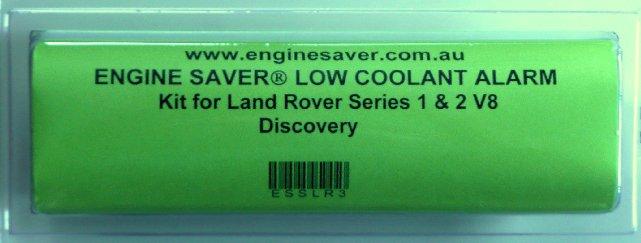 www.enginesaver.com.au
ENGINE SAVER® LOW COOLANT ALARM
Kit for Land Rover Series 1 & 2 V8
Discovery
ESSLR3